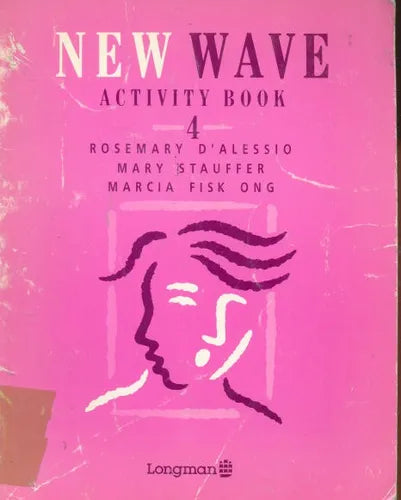 NEW WAVE
ACTIVITY BOOK
4
ROSEMARY D'ALESSIO
MARY STAUFFER
MARCIA FISK ONG
Longman